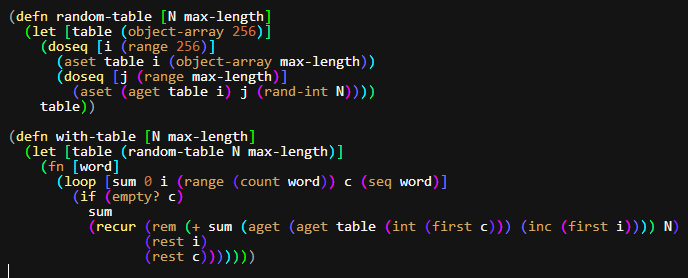 (defn random-table [N max-length]
  (let [table (object-array 256)]
    (doseq [i (range 256)]
      (aset table i (object-array max-length))
      (doseq [j (range max-length)]
        (aset (aget table i) j (rand-int N))))
    table))

(defn with-table [N max-length]
  (let [table (random-table N max-length)]
    (fn [word]
      (loop [sum 0 i (range (count word)) c (seq word)]
        (if (empty? c)
          sum
          (recur (rem (+ sum (aget (aget table (int (first c))) (inc (first i)))) N)
                 (rest i)
                 (rest c)))))))